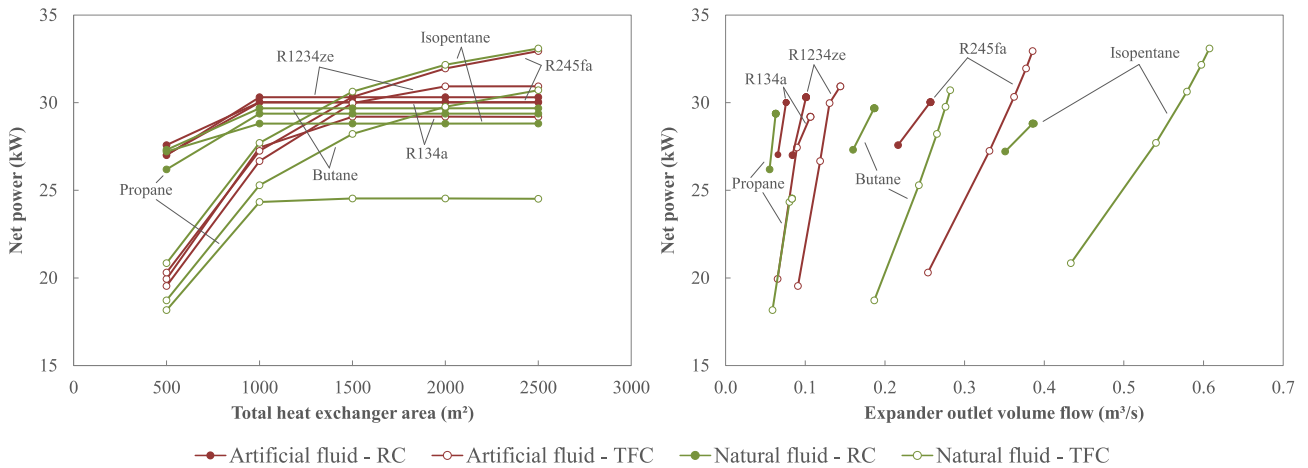 35
30
25
20
15
Net power (kW)
0
500
1000
1500
2000
2500
3000
Total heat exchanger area (m²)
Isopentane
R1234ze
R245fa
R134a
Butane
Propane
35
30
25
20
15
Net power (kW)
0.0
0.1
0.2
0.3
0.4
0.5
0.6
0.7
Expander outlet volume flow (m³/s)
R1234ze
R134a
R245fa
Isopentane
Propane
Butane
Artificial fluid - RC
Artificial fluid - TFC
Natural fluid - RC
Natural fluid - TFC